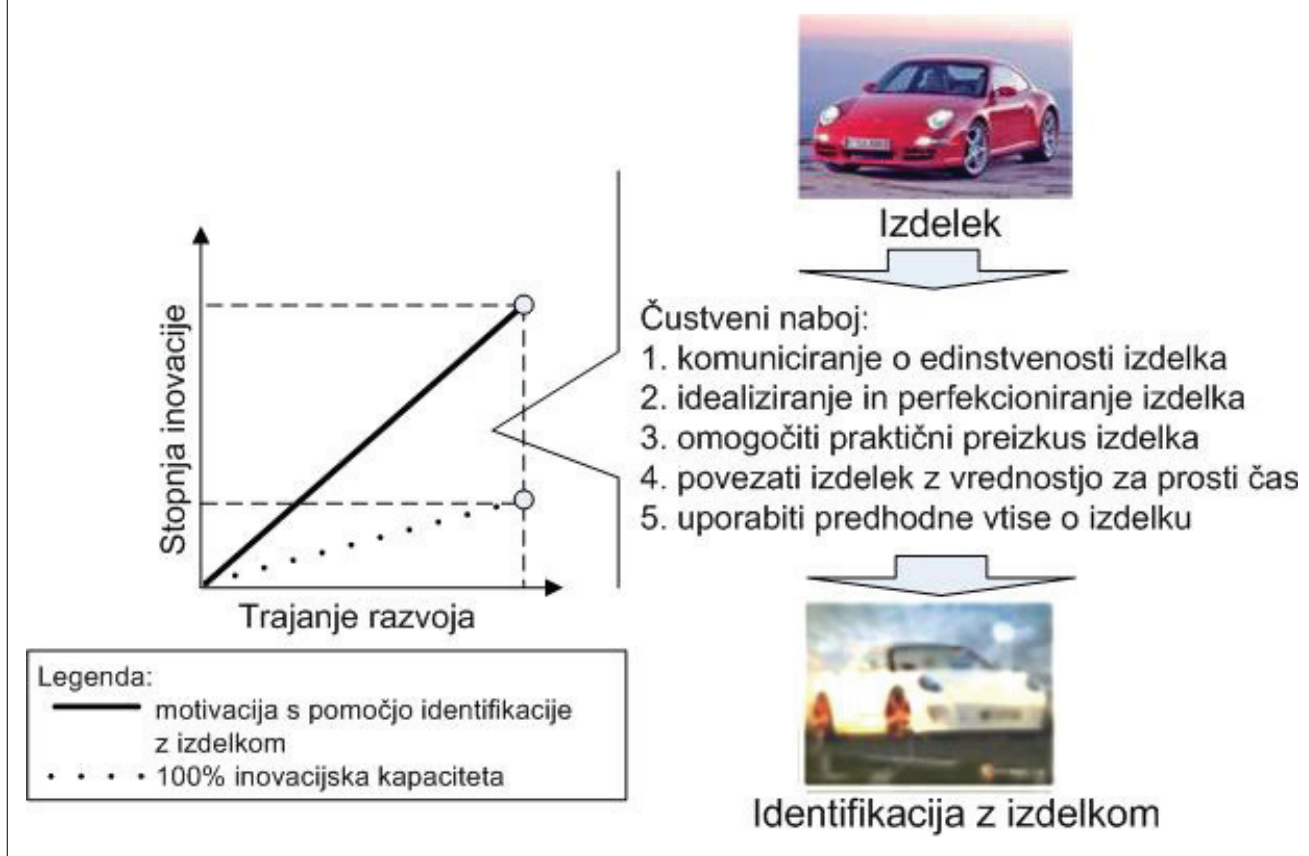 Izdelek
Čustveni naboj:
1. komuniciranje o edinstvenosti izdelka
2. idealiziranje in perfekcioniranje izdelka
3. omogočiti praktični preizkus izdelka
4. povezati izdelek z vrednostjo za prosti čas
5. uporabiti predhodne vtise o izdelku
Identifikacija z izdelkom
Stopnja inovacije
Trajanje razvoja
Legenda:
motivacija s pomočjo identifikacije
z izdelkom
100% inovacijska kapaciteta